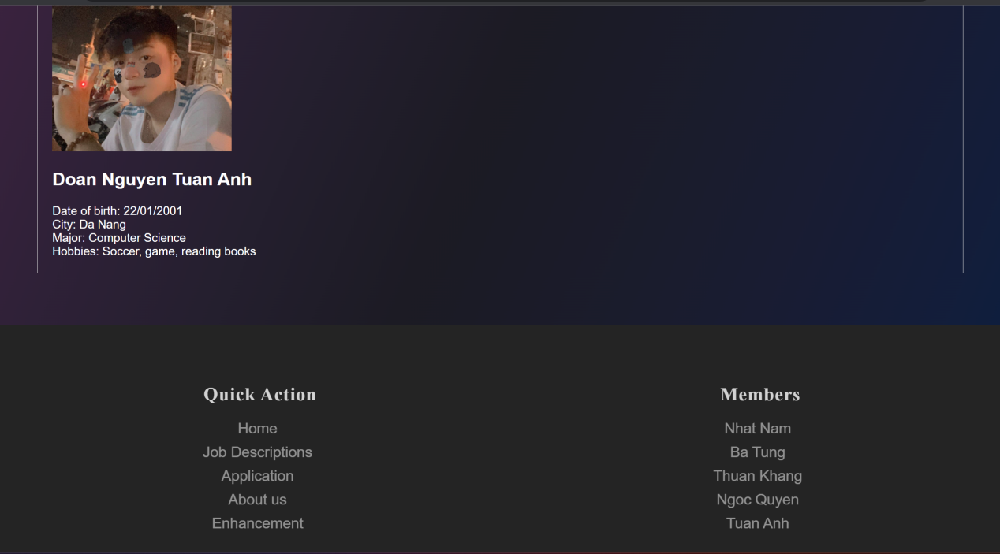 Doan Nguyen Tuan Anh
Date of birth: 22/01/2001
City: Da Nang
Major: Computer Science
Hobbies: Soccer, game, reading books
Quick Action
Home
Job Descriptions
Application
About us
Enhancement
Members
Nhat Nam
Ba Tung
Thuan Khang
Ngoc Quyen
Tuan Anh